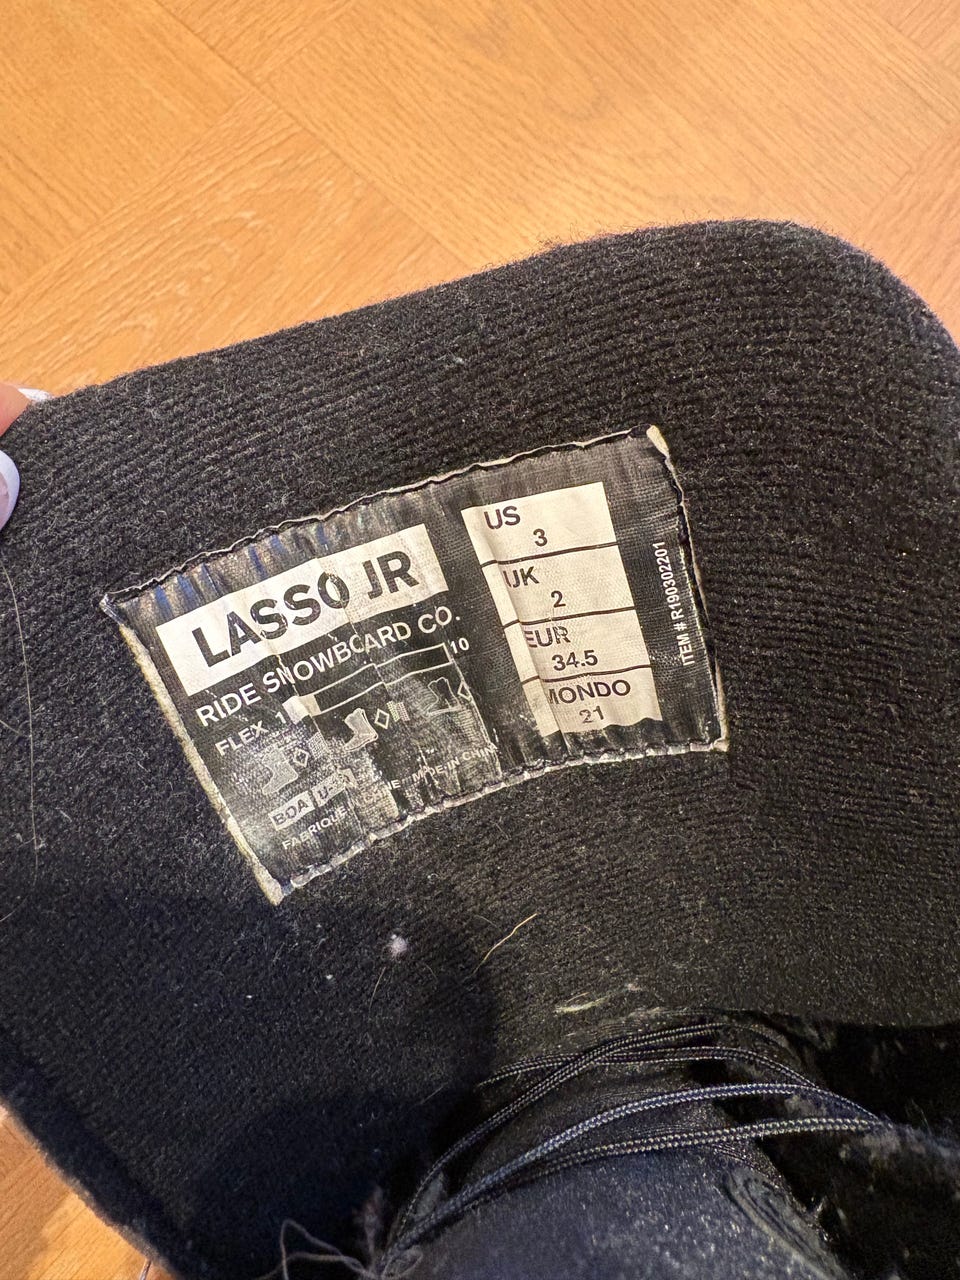 LASSO JR
RIDE SNOWBOARD CO.
FLEX 1 10
BOA
MADE IN CHINA
US
3
UK
2
EUR
34.5
MONDO
21
ITEM # R190302201